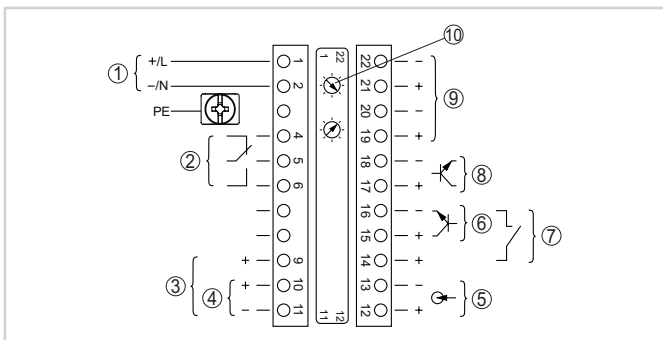 ① +/L 1 1 22 22 − ⑩
−/N 2 21 + ⑨
PE 20 −
② 4 19 +
5 18 − ⑧
6 17 +
16 − ⑥
15 + ⑦
③ + 9 14 +
④ + 10 13 − ⑤
− 11 11 12 12 +